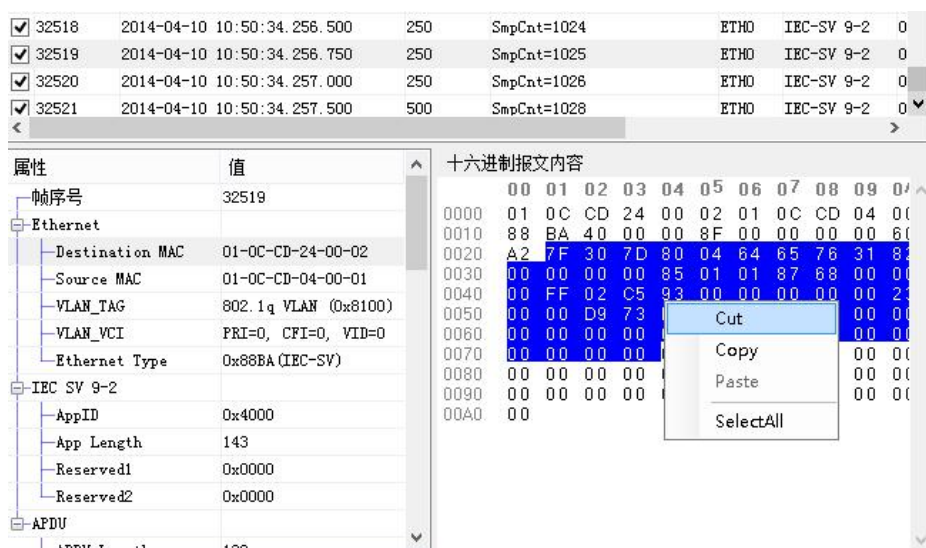 32518 2014-04-10 10:50:34.256.500 250 SmpCnt=1024 ETH0 IEC-SV 9-2 0
32519 2014-04-10 10:50:34.256.750 250 SmpCnt=1025 ETH0 IEC-SV 9-2 0
32520 2014-04-10 10:50:34.257.000 250 SmpCnt=1026 ETH0 IEC-SV 9-2 0
32521 2014-04-10 10:50:34.257.500 500 SmpCnt=1028 ETH0 IEC-SV 9-2 0
属性 值
帧序号 32519
Ethernet
Destination MAC 01-0C-CD-24-00-02
Source MAC 01-0C-CD-04-00-01
VLAN_TAG 802.1q VLAN (0x8100)
VLAN_VCI PRI=0, CFI=0, VID=0
Ethernet Type 0x88BA(IEC-SV)
IEC SV 9-2
AppID 0x4000
App Length 143
Reserved1 0x0000
Reserved2 0x0000
APDU
十六进制报文内容
00 01 02 03 04 05 06 07 08 09
0000 01 0C CD 24 00 02 01 0C CD 04
0010 88 BA 40 00 00 8F 00 00 00 00
0020 A2 7F 30 7D 80 04 64 65 76 31
0030 00 00 00 00 85 01 01 87 68 00
0040 00 FF 02 C5 93 00 00 00 00 00
0050 00 00 D9 73 00
0060 00 00 00 00 00
0070 00 00 00 00 00
0080 00 00 00 00 00
0090 00 00 00 00 00
00A0 00
Cut
Copy
Paste
SelectAll